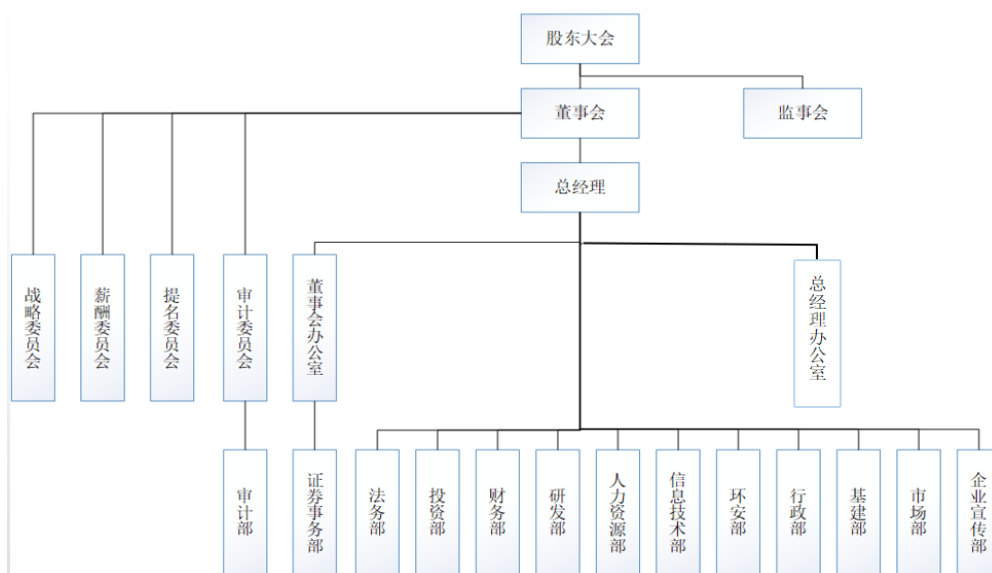 股东大会
董事会
监事会
总经理
战略委员会
薪酬委员会
提名委员会
审计委员会
董事会办公室
总经理办公室
审计部
证券事务部
法务部
投资部
财务部
研发部
人力资源部
信息技术部
环安部
行政部
基建部
市场部
企业宣传部